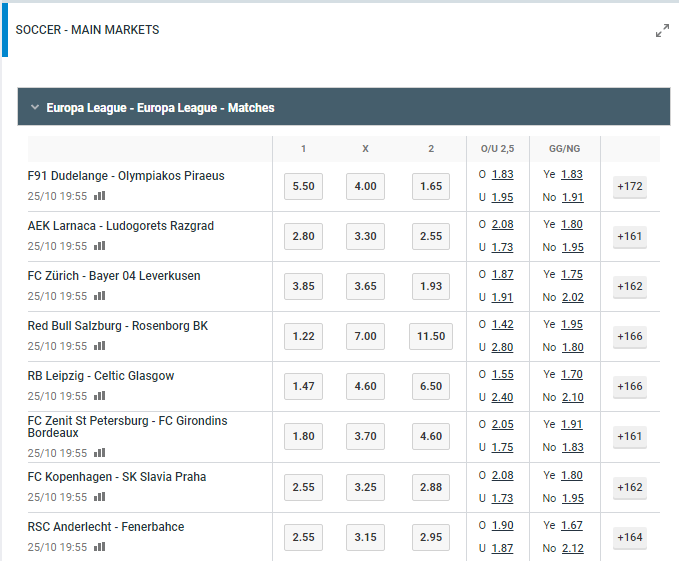 SOCCER - MAIN MARKETS
Europa League - Europa League - Matches
1 X 2 O/U 2,5 GG/NG
F91 Dudelange - Olympiakos Piraeus
25/10 19:55
5.50 4.00 1.65
O 1.83 Ye 1.83
U 1.95 No 1.91
+172
AEK Larnaca - Ludogorets Razgrad
25/10 19:55
2.80 3.30 2.55
O 2.08 Ye 1.80
U 1.73 No 1.95
+161
FC Zürich - Bayer 04 Leverkusen
25/10 19:55
3.85 3.65 1.93
O 1.87 Ye 1.75
U 1.91 No 2.02
+162
Red Bull Salzburg - Rosenborg BK
25/10 19:55
1.22 7.00 11.50
O 1.42 Ye 1.95
U 2.80 No 1.80
+166
RB Leipzig - Celtic Glasgow
25/10 19:55
1.47 4.60 6.50
O 1.55 Ye 1.70
U 2.40 No 2.10
+166
FC Zenit St Petersburg - FC Girondins
Bordeaux
25/10 19:55
1.80 3.70 4.60
O 2.05 Ye 1.91
U 1.75 No 1.83
+161
FC Kopenhagen - SK Slavia Praha
25/10 19:55
2.55 3.25 2.88
O 2.08 Ye 1.80
U 1.73 No 1.95
+162
RSC Anderlecht - Fenerbahce
25/10 19:55
2.55 3.15 2.95
O 1.90 Ye 1.67
U 1.87 No 2.12
+164